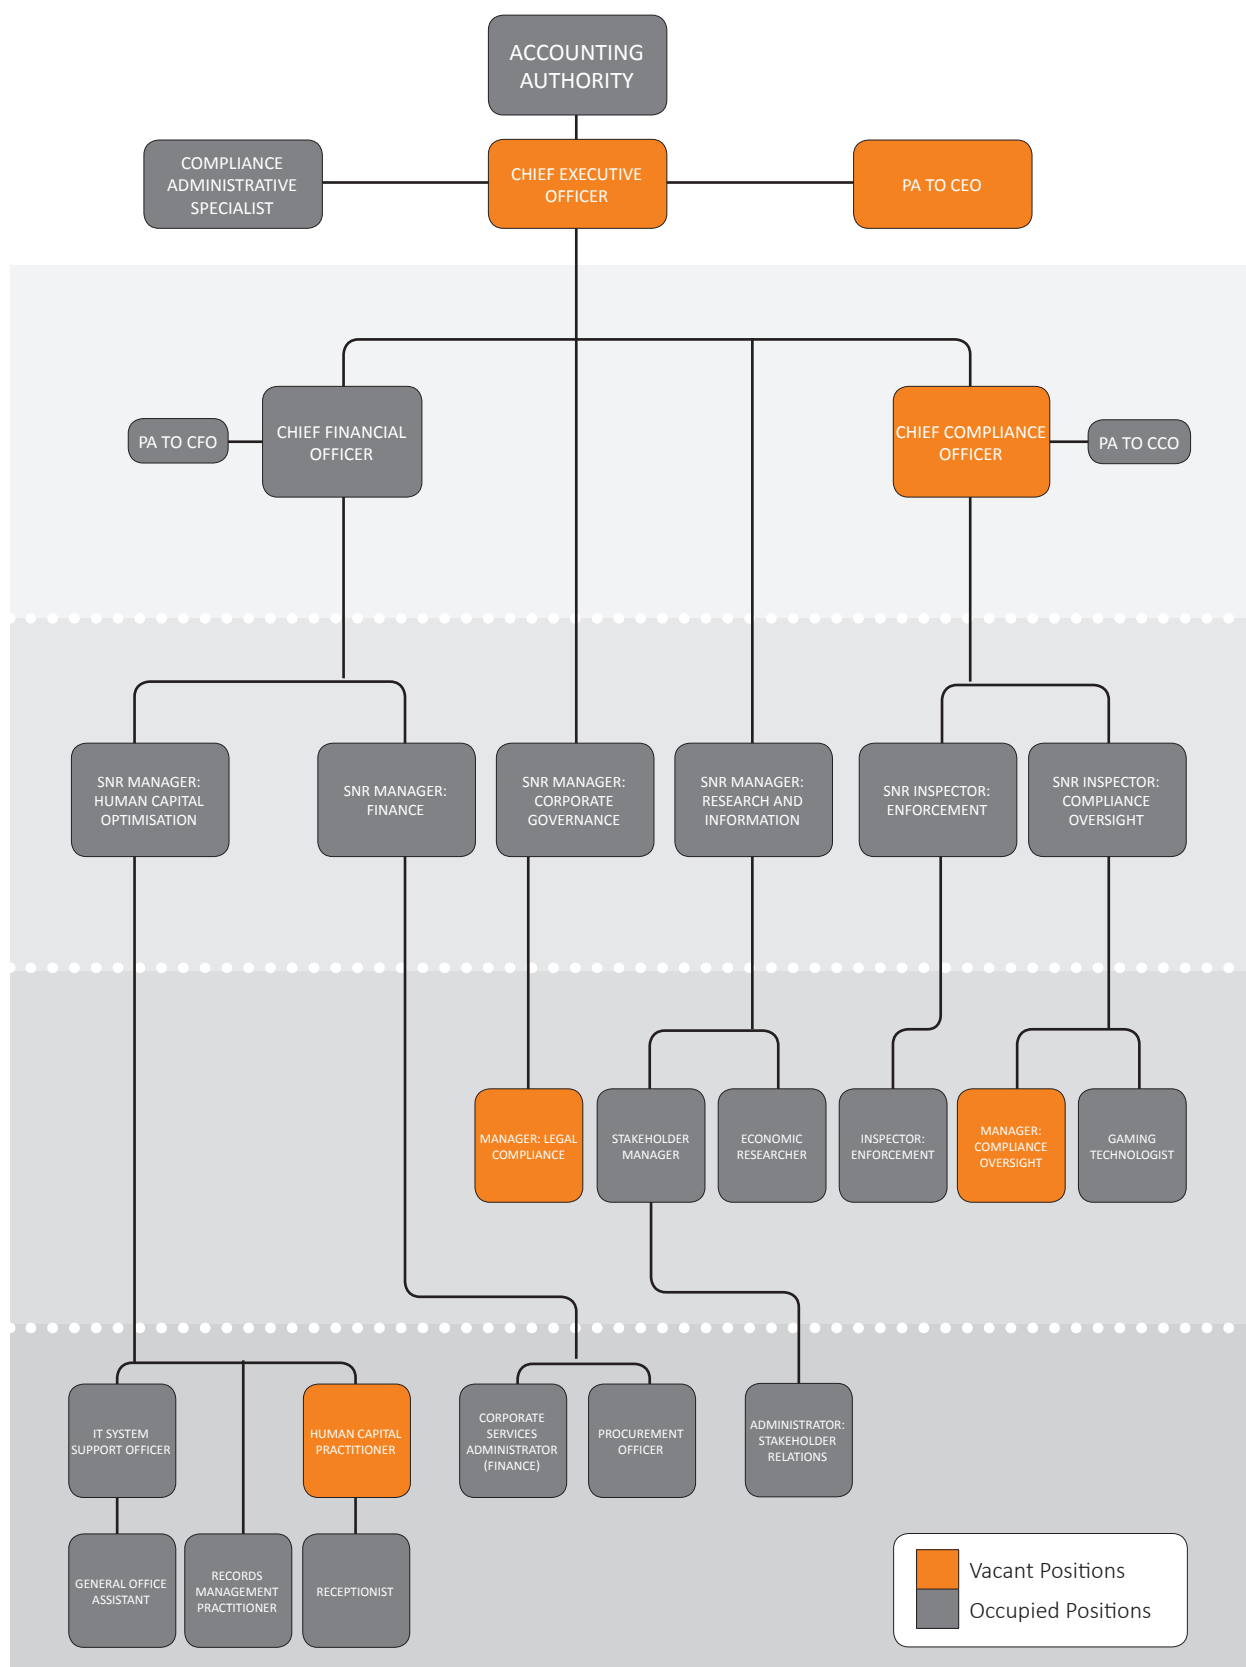 ACCOUNTING
AUTHORITY
COMPLIANCE
ADMINISTRATIVE
SPECIALIST
CHIEF EXECUTIVE
OFFICER
PA TO CEO
PA TO CFO
CHIEF FINANCIAL
OFFICER
CHIEF COMPLIANCE
OFFICER
PA TO CCO
SNR MANAGER:
HUMAN CAPITAL
OPTIMISATION
SNR MANAGER:
FINANCE
SNR MANAGER:
CORPORATE
GOVERNANCE
SNR MANAGER:
RESEARCH AND
INFORMATION
SNR INSPECTOR:
ENFORCEMENT
SNR INSPECTOR:
COMPLIANCE
OVERSIGHT
MANAGER: LEGAL
COMPLIANCE
STAKEHOLDER
MANAGER
ECONOMIC
RESEARCHER
INSPECTOR:
ENFORCEMENT
MANAGER:
COMPLIANCE
OVERSIGHT
GAMING
TECHNOLOGIST
IT SYSTEM
SUPPORT OFFICER
HUMAN CAPITAL
PRACTITIONER
CORPORATE
SERVICES
ADMINISTRATOR
(FINANCE)
PROCUREMENT
OFFICER
ADMINISTRATOR:
STAKEHOLDER
RELATIONS
GENERAL OFFICE
ASSISTANT
RECORDS
MANAGEMENT
PRACTITIONER
RECEPTIONIST
Vacant Positions
Occupied Positions